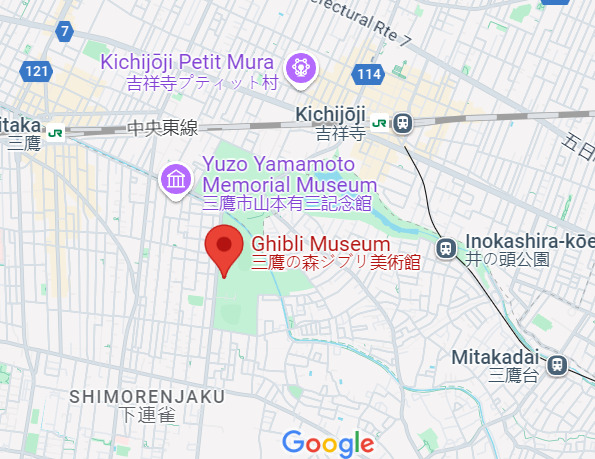 ectural Rte 7
7
Kichijōji Petit Mura
吉祥寺プティット村
121
114
itaka
三鷹
JR
中央東線
Kichijōji
吉祥寺
JR
五日
Yuzo Yamamoto
Memorial Museum
三鷹市山本有三記念館
Ghibli Museum
三鷹の森ジブリ美術館
Inokashira-kōe
井の頭公園
Mitakadai
三鷹台
SHIMORENJAKU
下連雀
Google